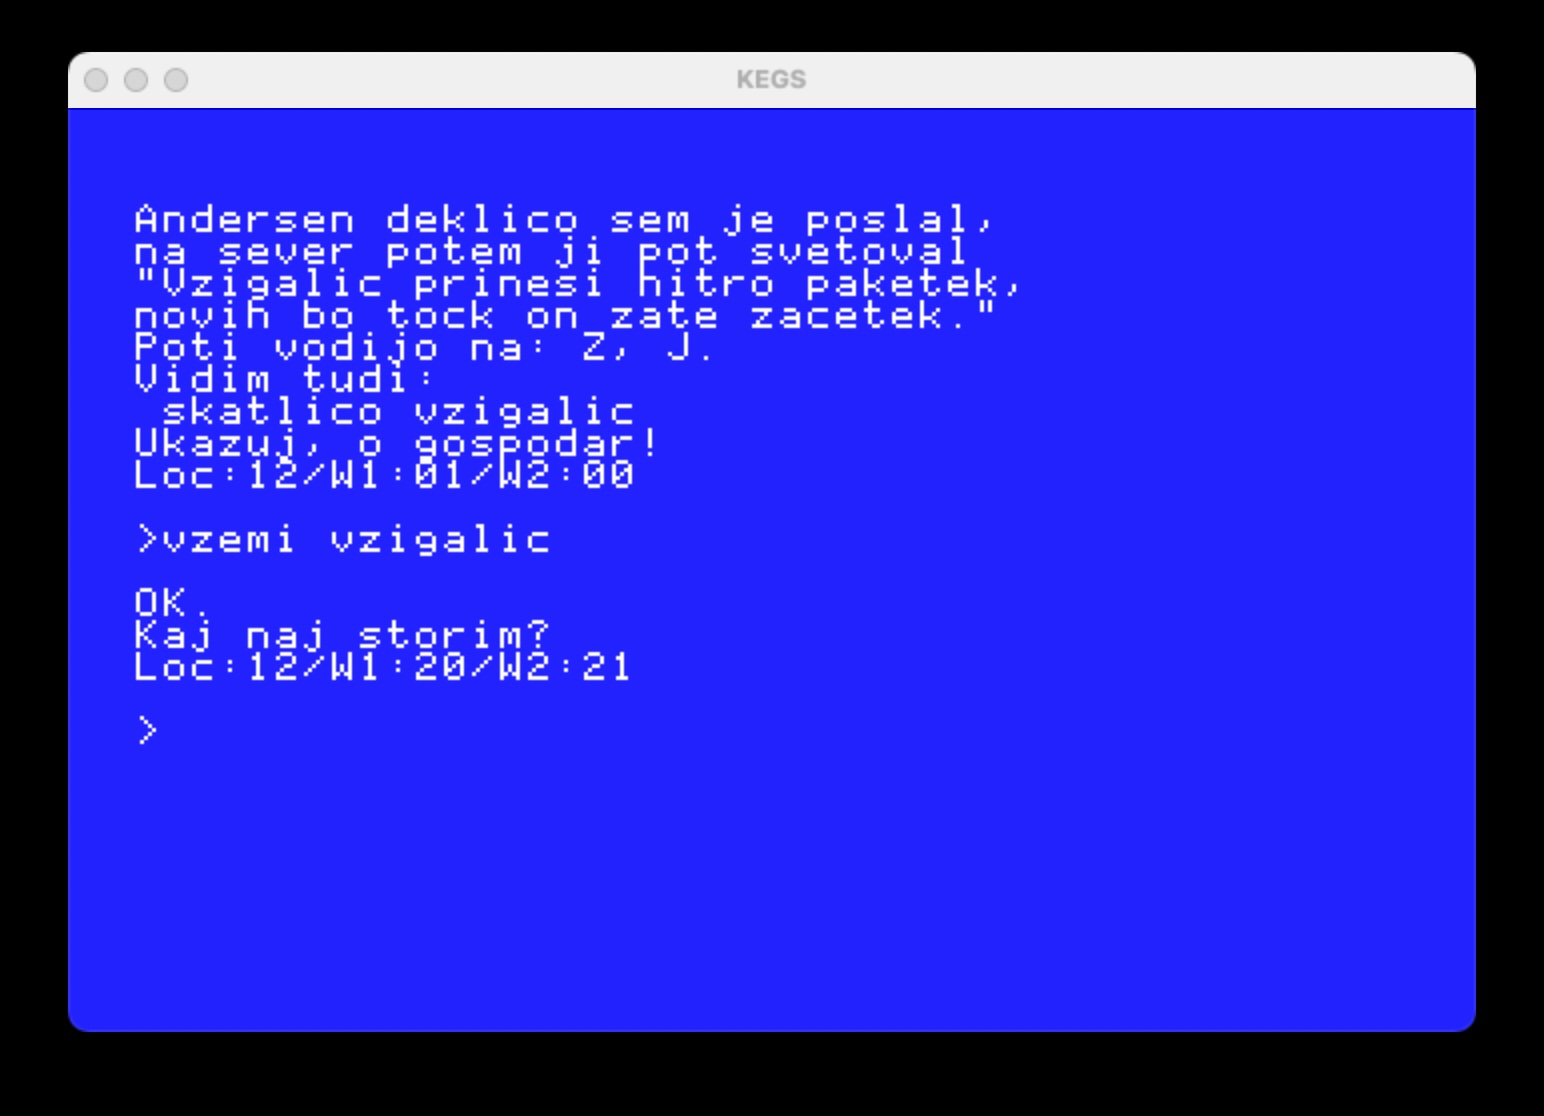 KEGS
Andersen deklico sem je poslal,
na sever potem ji pot svetoval
"Vzigalic prinesi hitro paketek,
novih bo tock on zate zacetek."
Poti vodijo na: Z, J.
Vidim tudi:
skatlico vzigalic
Ukazuj, o gospodar!
Loc:12/W1:01/W2:00
>vzemi vzigalic
OK.
Kaj naj storim?
Loc:12/W1:20/W2:21
>